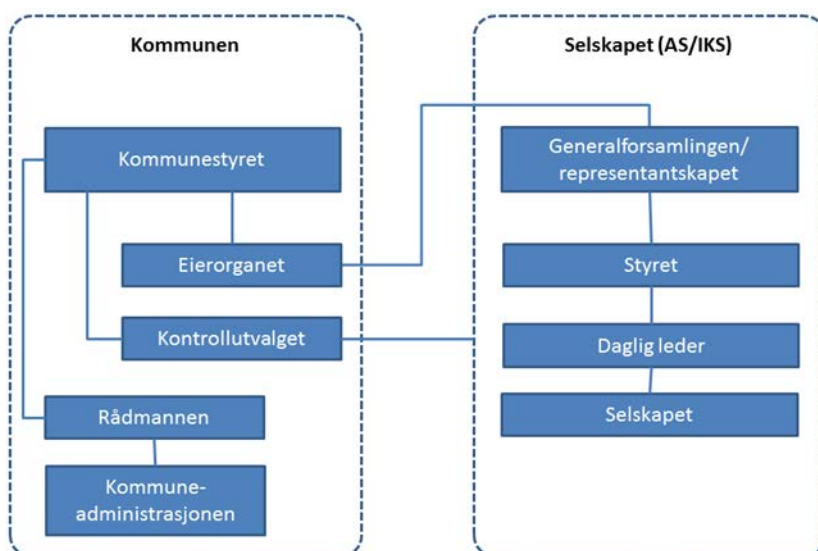 Kommunen
Kommunestyret
Eierorganet
Kontrollutvalget
Rådmannen
Kommune-
administrasjonen
Selskapet (AS/IKS)
Generalforsamlingen/
representantskapet
Styret
Daglig leder
Selskapet